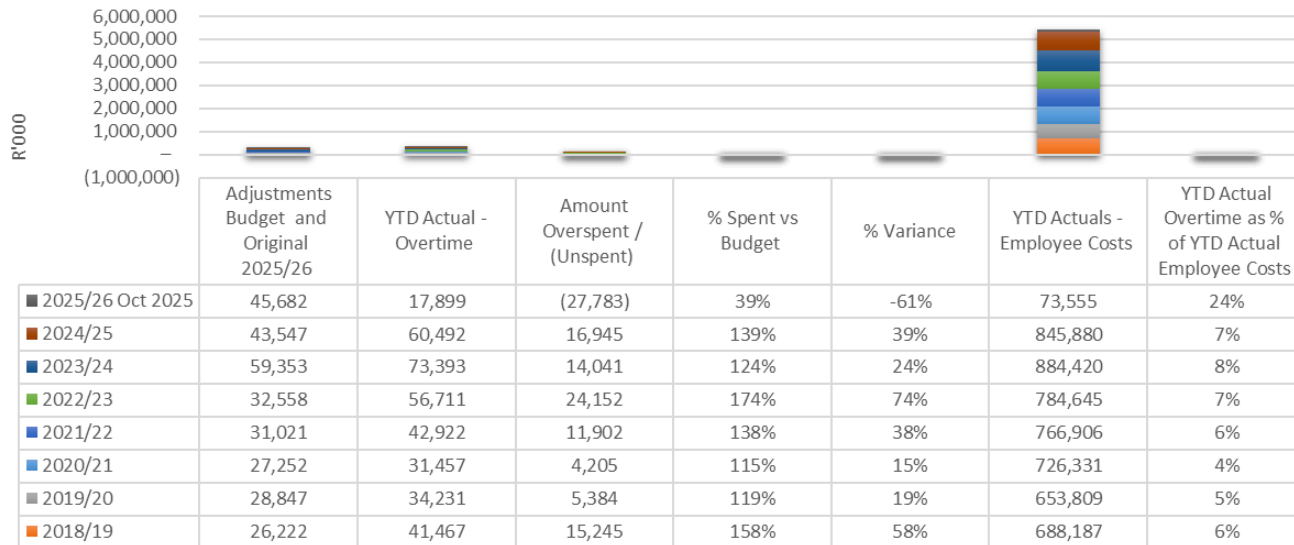 6,000,000
5,000,000
4,000,000
3,000,000
2,000,000
1,000,000
–
(1,000,000)
R'000
Adjustments Budget and Original 2025/26 YTD Actual - Overtime Amount Overspent / (Unspent) % Spent vs Budget % Variance YTD Actuals - Employee Costs YTD Actual Overtime as % of YTD Actual Employee Costs
2025/26 Oct 2025 45,682 17,899 (27,783) 39% -61% 73,555 24%
2024/25 43,547 60,492 16,945 139% 39% 845,880 7%
2023/24 59,353 73,393 14,041 124% 24% 884,420 8%
2022/23 32,558 56,711 24,152 174% 74% 784,645 7%
2021/22 31,021 42,922 11,902 138% 38% 766,906 6%
2020/21 27,252 31,457 4,205 115% 15% 726,331 4%
2019/20 28,847 34,231 5,384 119% 19% 653,809 5%
2018/19 26,222 41,467 15,245 158% 58% 688,187 6%